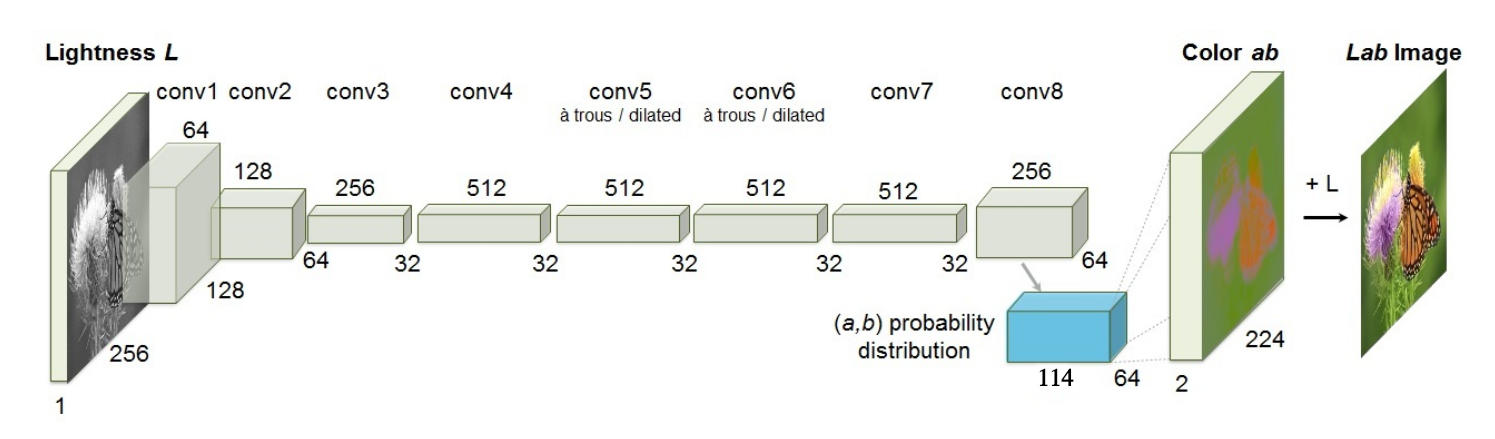 Lightness L
Color ab
Lab Image
conv1
conv2
conv3
conv4
conv5
à trous / dilated
conv6
à trous / dilated
conv7
conv8
64
128
256
512
512
512
512
256
+ L
128
64
32
32
32
32
32
64
256
1
(a,b) probability
distribution
114
64
2
224